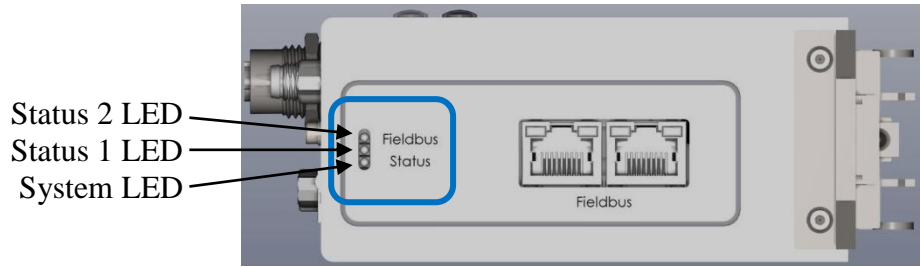 Status 2 LED
Status 1 LED
System LED
Fieldbus
Status
Fieldbus